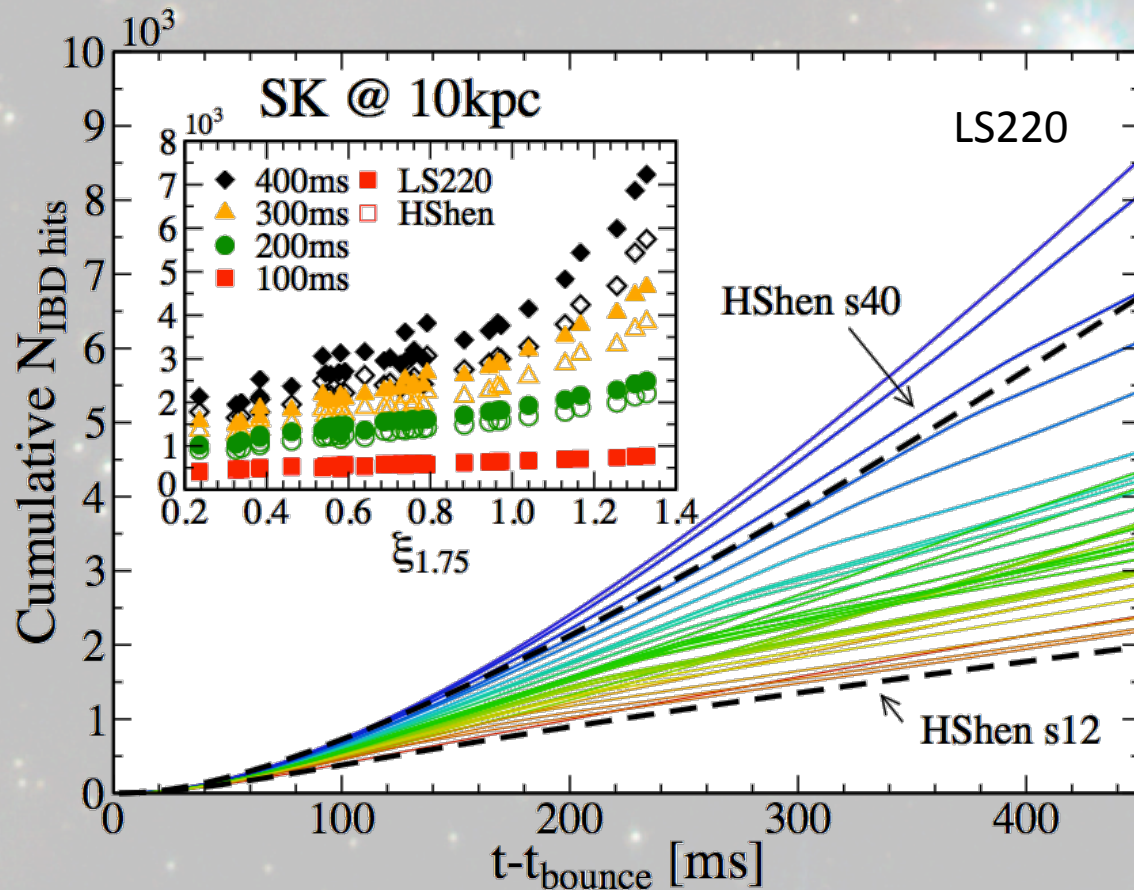 10³
10
9
8
7
6
5
4
3
2
1
0
Cumulative N_IBD hits
SK @ 10kpc
LS220
10³
8
7
6
5
4
3
2
1
0
400ms LS220
300ms HShen
200ms
100ms
0.2 0.4 0.6 0.8 1.0 1.2 1.4
ξ_1.75
HShen s40
HShen s12
0 100 200 300 400
t-t_bounce [ms]